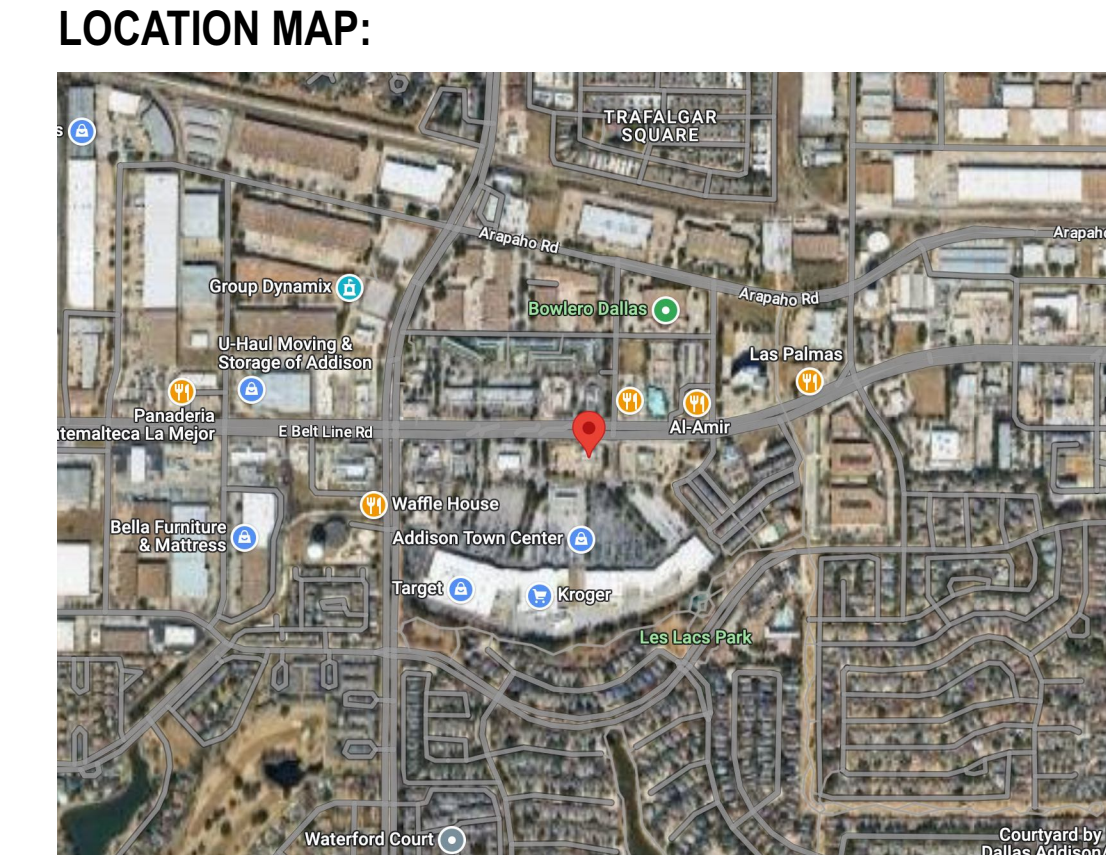 LOCATION MAP:
TRAFALGAR
SQUARE
s
Arapaho Rd
Arapaho
Group Dynamix
Arapaho Rd
Bowlero Dallas
U-Haul Moving &
Storage of Addison
Las Palmas
Panaderia
atemalteca La Mejor
E Belt Line Rd
Al-Amir
Waffle House
Bella Furniture
& Mattress
Addison Town Center
Target
Kroger
Les Lacs Park
Waterford Court
Courtyard by
Dallas Addison/